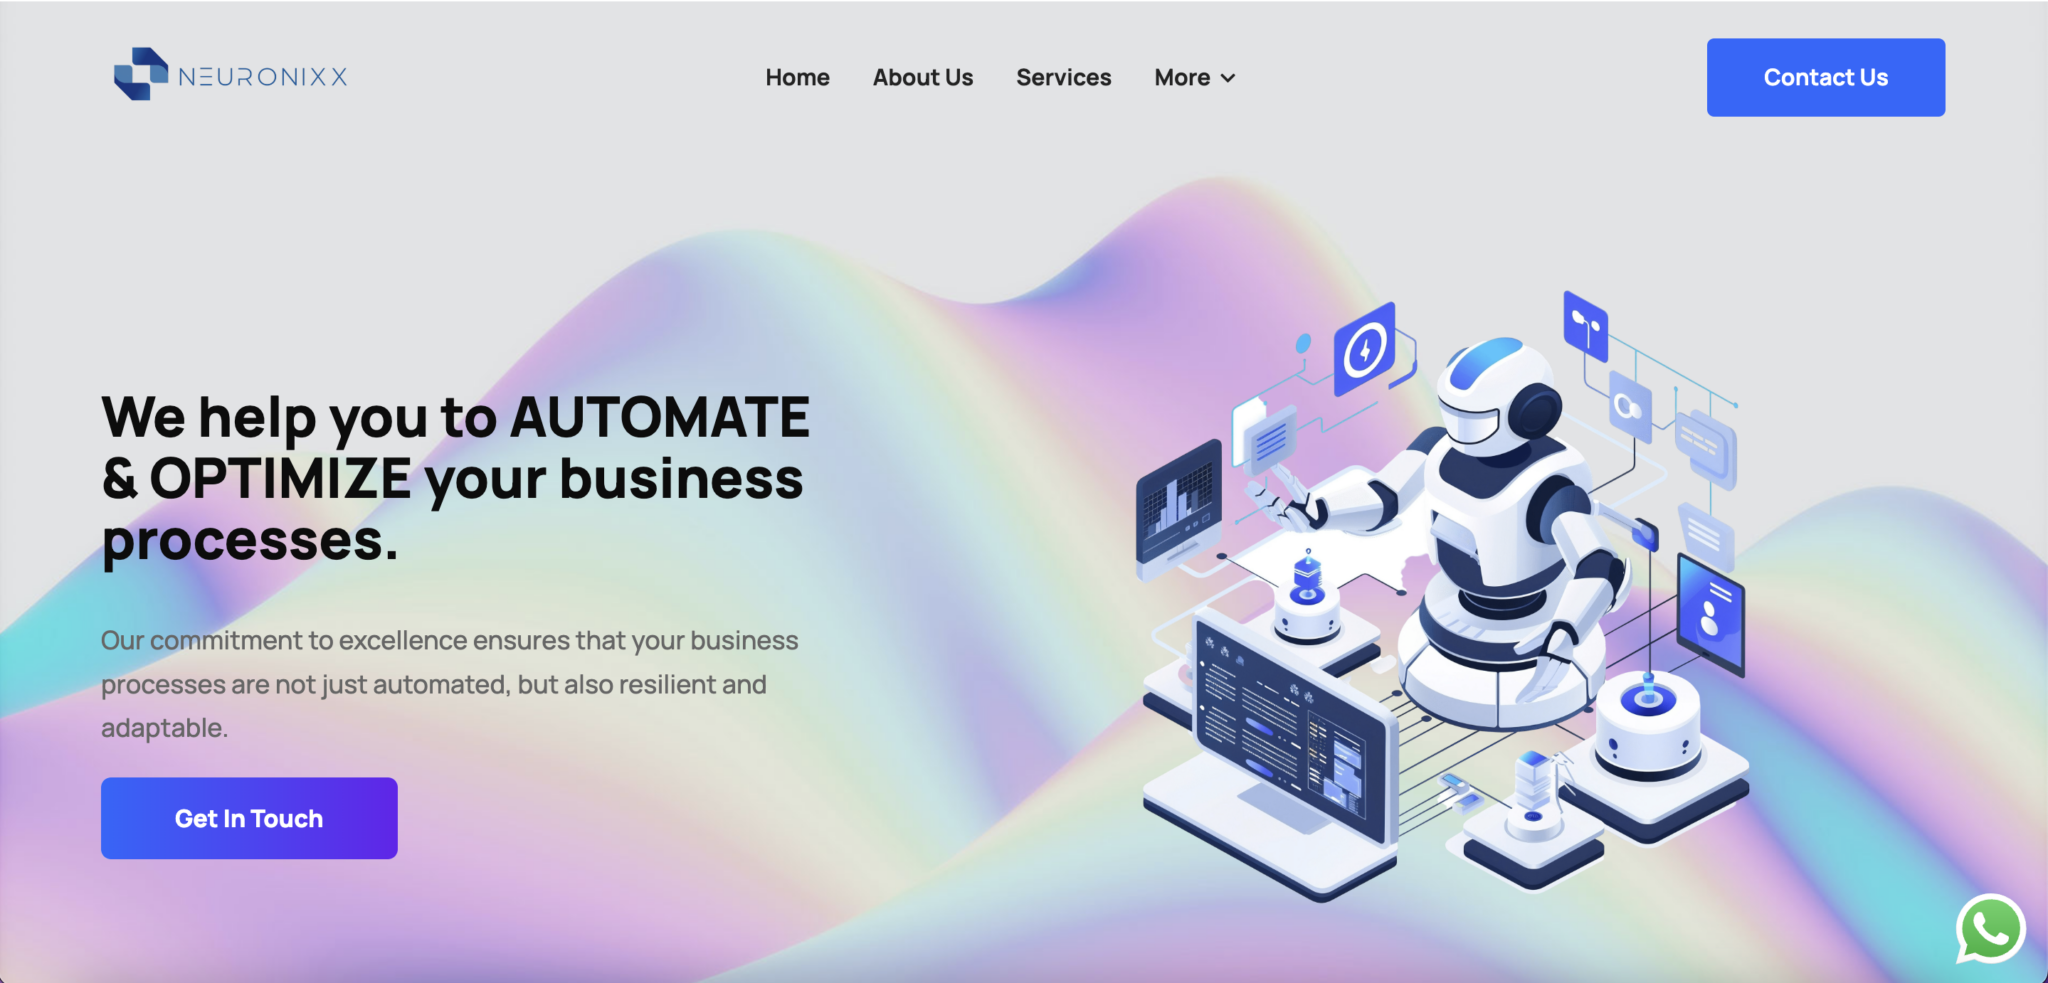 NEURONIXX
Home
About Us
Services
More
Contact Us
We help you to AUTOMATE
& OPTIMIZE your business
processes.
Our commitment to excellence ensures that your business
processes are not just automated, but also resilient and
adaptable.
Get In Touch